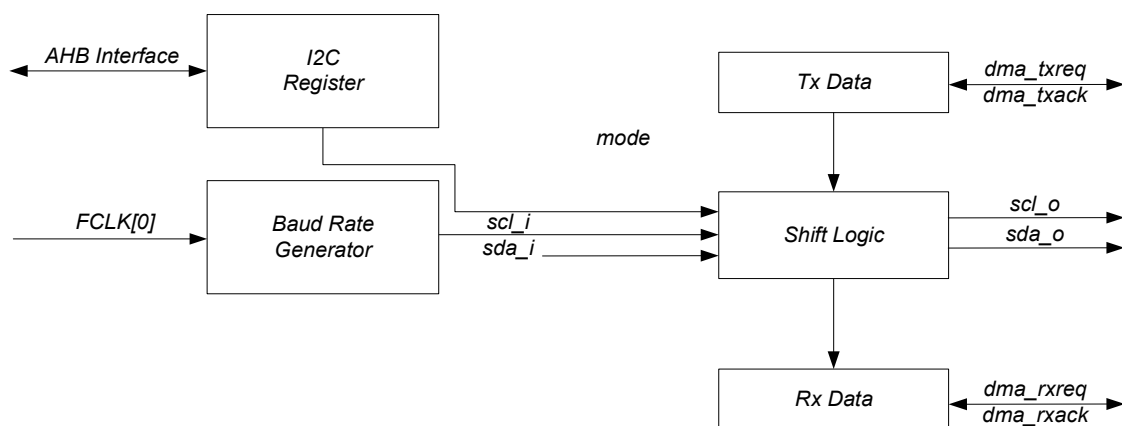 AHB Interface
I2C
Register
Tx Data
dma_txreq
dma_txack
mode
FCLK[0]
Baud Rate
Generator
scl_i
sda_i
Shift Logic
scl_o
sda_o
Rx Data
dma_rxreq
dma_rxack